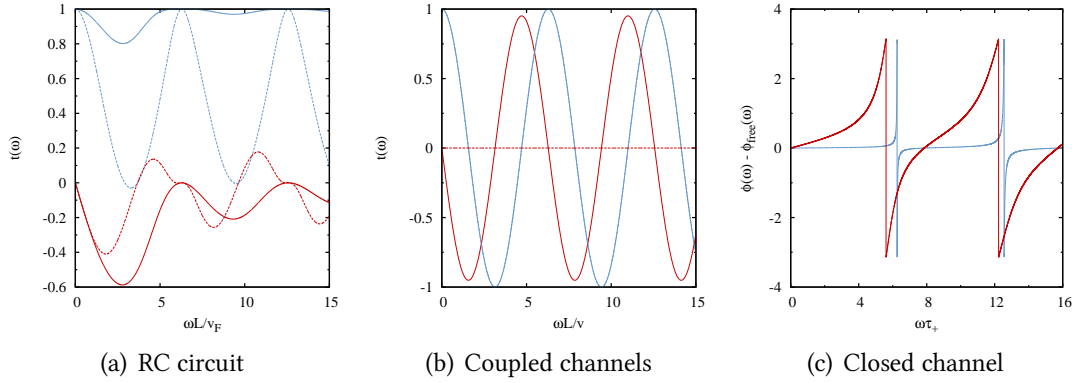 1
0.8
0.6
0.4
0.2
0
-0.2
-0.4
-0.6
t(ω)
0 5 10 15
ωL/v_F
1
0.5
0
-0.5
-1
t(ω)
0 5 10 15
ωL/v
4
2
0
-2
-4
ϕ(ω) - ϕ_free(ω)
0 4 8 12 16
ωτ_+
(a) RC circuit
(b) Coupled channels
(c) Closed channel